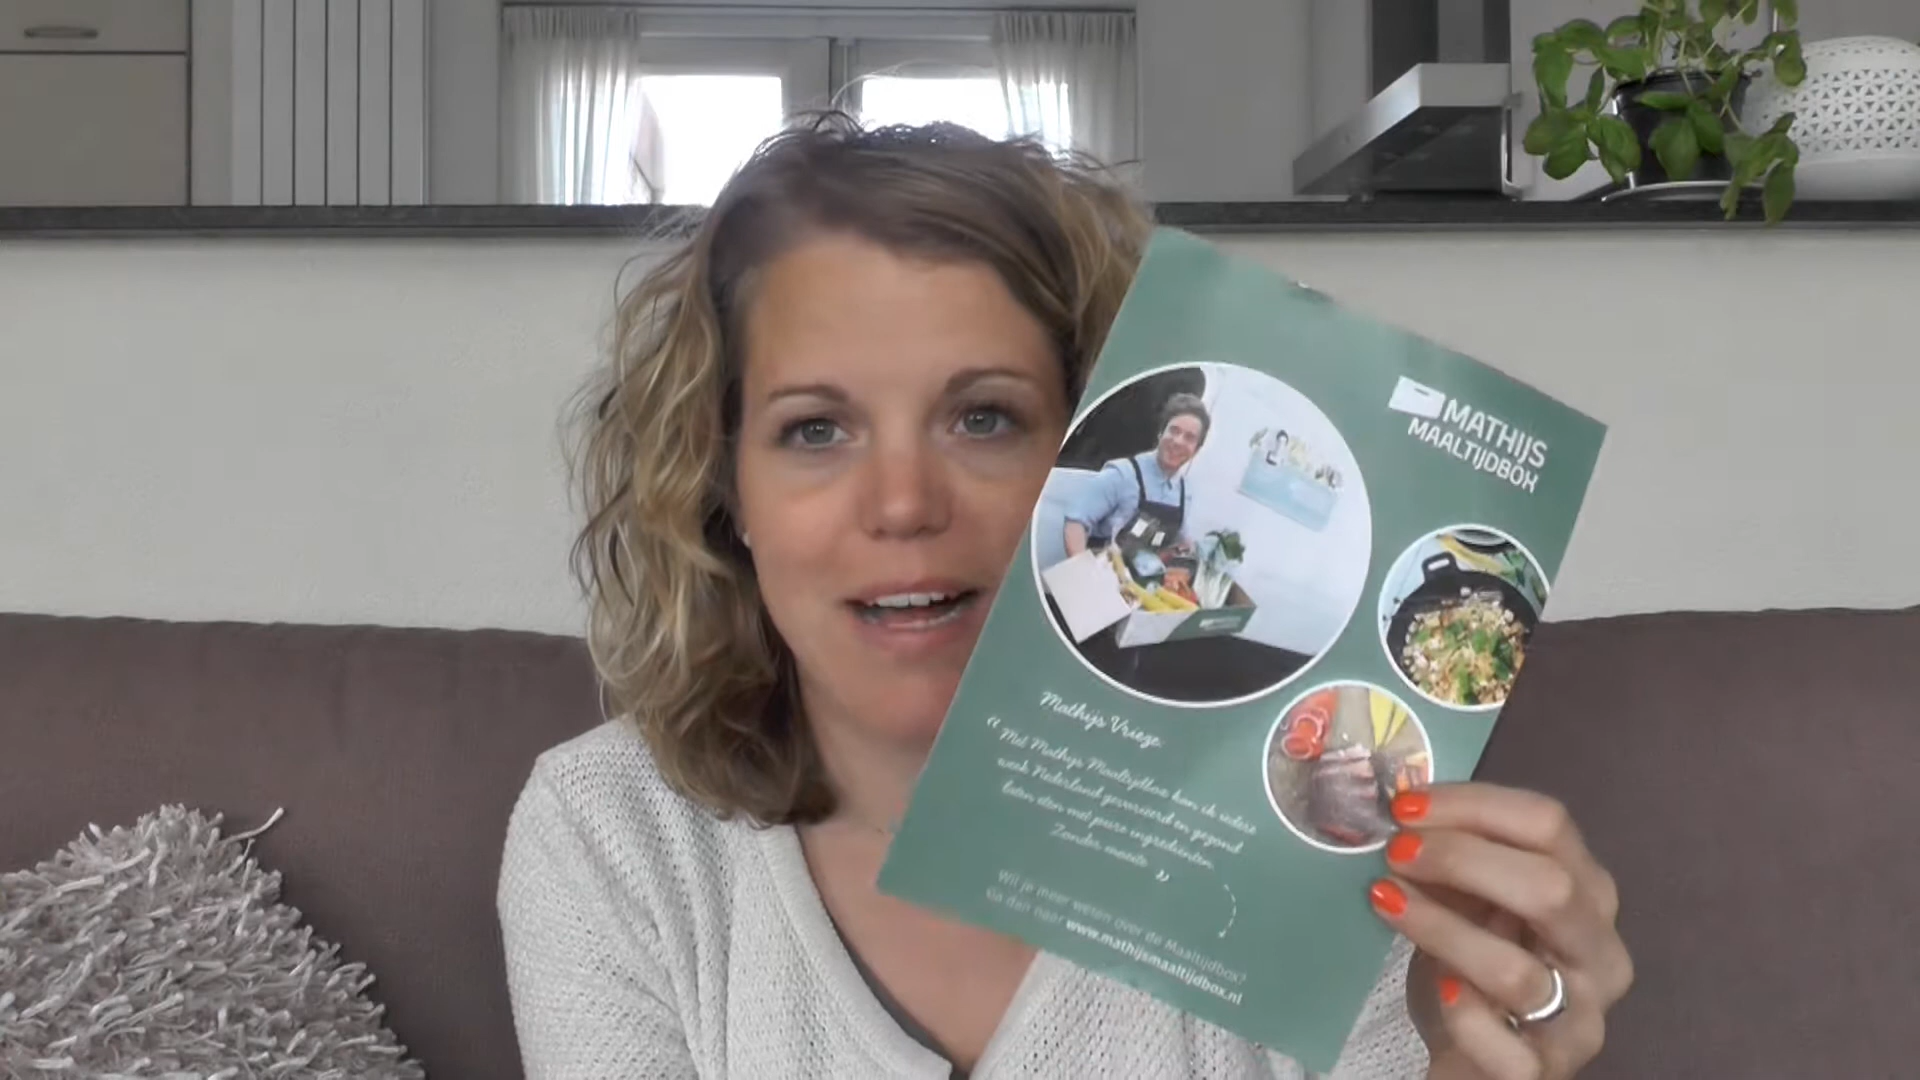 MATHIJS
MAALTIJDBOX
Mathijs Vrieze:
“ Met Mathijs Maaltijdbox kan ik iedere
week Nederland gevarieerd en gezond
laten eten met pure ingrediënten.
Zonder moeite ”
Wil je meer weten over de Maaltijdbox?
Ga dan naar www.mathijsmaaltijdbox.nl